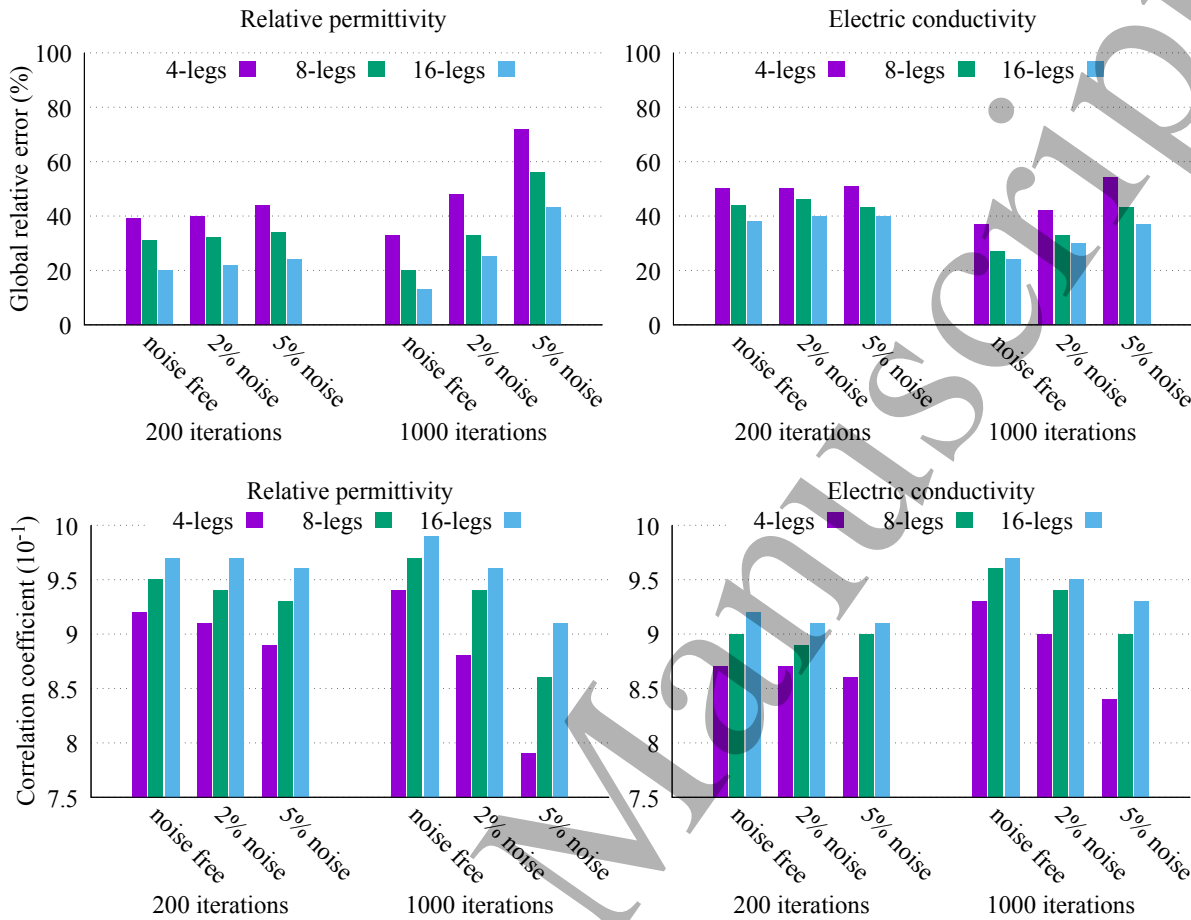 Relative permittivity
Electric conductivity
Global relative error (%)
100
80
60
40
20
0
4-legs 8-legs 16-legs
noise free
2% noise
5% noise
noise free
2% noise
5% noise
200 iterations
1000 iterations
100
80
60
40
20
0
4-legs 8-legs 16-legs
noise free
2% noise
5% noise
noise free
2% noise
5% noise
200 iterations
1000 iterations
Relative permittivity
Electric conductivity
Correlation coefficient (10⁻¹)
10
9.5
9
8.5
8
7.5
4-legs 8-legs 16-legs
noise free
2% noise
5% noise
noise free
2% noise
5% noise
200 iterations
1000 iterations
10
9.5
9
8.5
8
7.5
4-legs 8-legs 16-legs
noise free
2% noise
5% noise
noise free
2% noise
5% noise
200 iterations
1000 iterations
Manuscrip